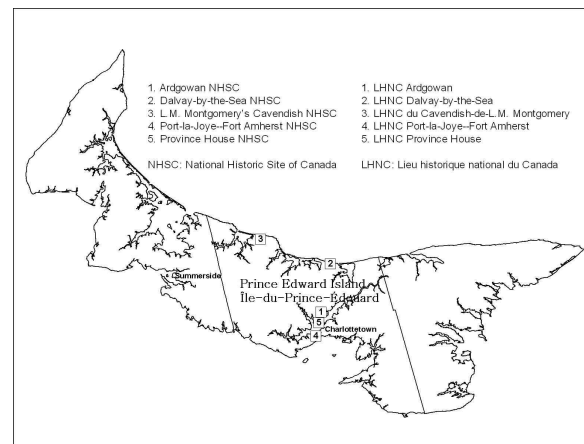 1. Ardgowan NHSC
2. Dalvay-by-the-Sea NHSC
3. L.M. Montgomery's Cavendish NHSC
4. Port-la-Joye--Fort Amherst NHSC
5. Province House NHSC
NHSC: National Historic Site of Canada
1. LHNC Ardgowan
2. LHNC Dalvay-by-the-Sea
3. LHNC du Cavendish-de-L.M. Montgomery
4. LHNC Port-la-Joye--Fort Amherst
5. LHNC Province House
LHNC: Lieu historique national du Canada
3
2
Summerside
Prince Edward Island
Île-du-Prince-Édouard
1
5
Charlottetown
4